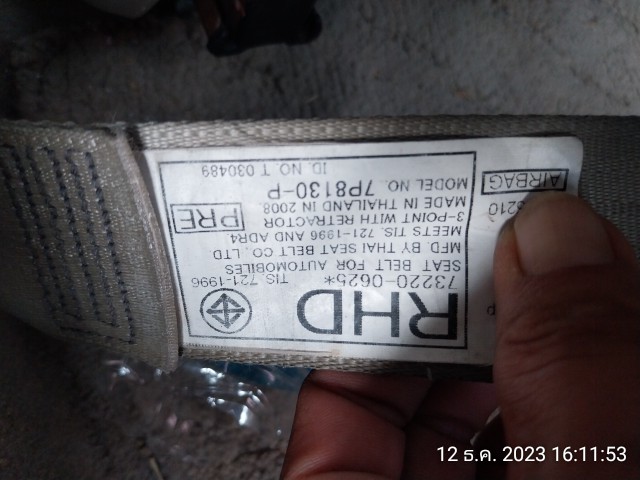 RHD
73220-0625*
TIS. 721-1996
SEAT BELT FOR AUTOMOBILES
MFD. BY THAI SEAT BELT CO., LTD
MEETS TIS. 721-1996 AND ADR4
3-POINT WITH RETRACTOR
MADE IN THAILAND IN 2008
PRE
MODEL NO. 7P8130-P
ID. NO. T 030489
AIRBAG
12 ธ.ค. 2023 16:11:53